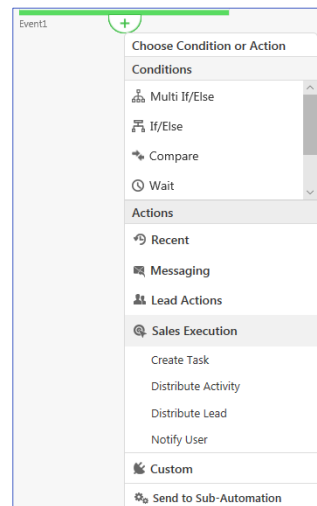 Event1
Choose Condition or Action
Conditions
Multi If/Else
If/Else
Compare
Wait
Actions
Recent
Messaging
Lead Actions
Sales Execution
Create Task
Distribute Activity
Distribute Lead
Notify User
Custom
Send to Sub-Automation